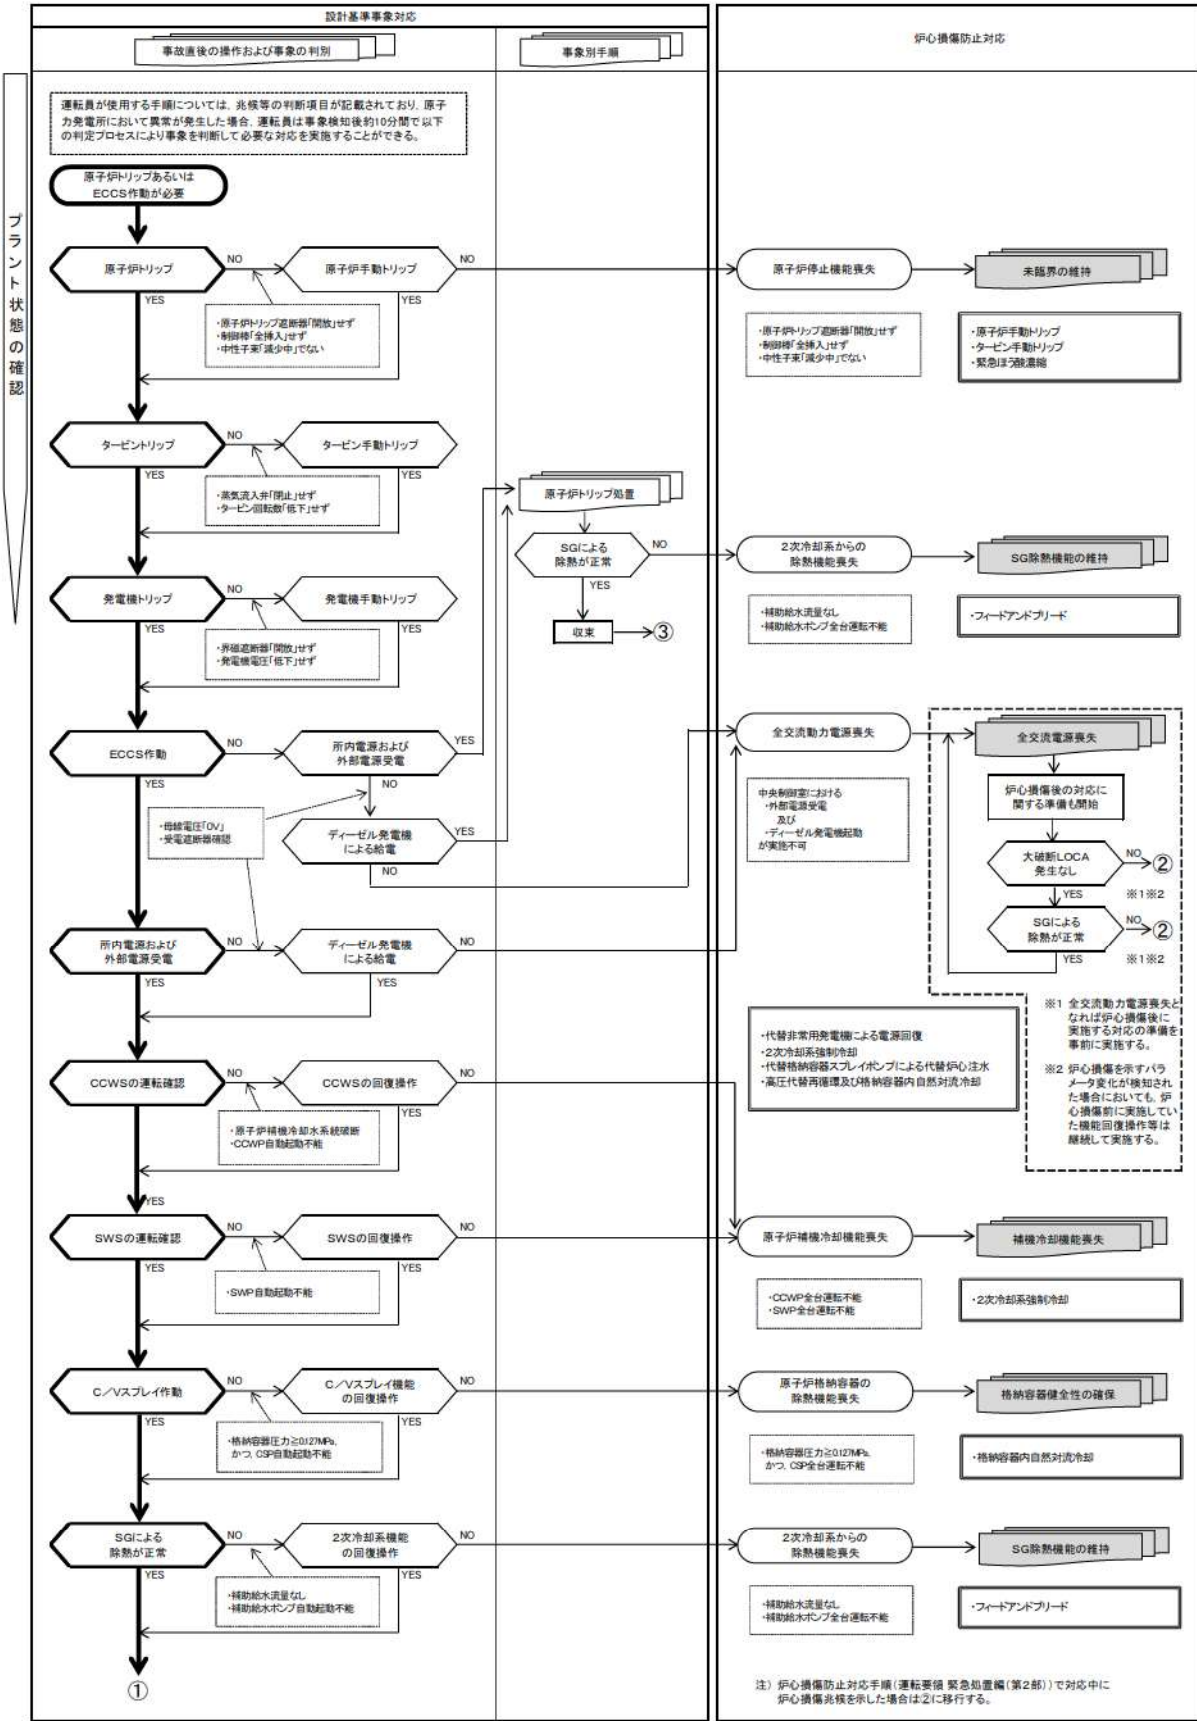 設計基準事象対応
事故直後の操作および事象の判別
事象別手順
炉心損傷防止対応
プラント状態の確認
運転員が使用する手順については、兆候等の判断項目が記載されており、原子
力発電所において異常が発生した場合、運転員は事象検知後約10分間で以下
の判定プロセスにより事象を判断して必要な対応を実施することができる。
原子炉トリップあるいは
ECCS作動が必要
原子炉トリップ
NO
YES
原子炉手動トリップ
NO
YES
・原子炉トリップ遮断器「開放」せず
・制御棒「全挿入」せず
・中性子束「減少中」でない
原子炉停止機能喪失
未臨界の維持
・原子炉トリップ遮断器「開放」せず
・制御棒「全挿入」せず
・中性子束「減少中」でない
・原子炉手動トリップ
・タービン手動トリップ
・緊急ほう酸濃縮
タービントリップ
NO
YES
タービン手動トリップ
YES
・蒸気流入弁「閉止」せず
・タービン回転数「低下」せず
原子炉トリップ処置
SGによる
除熱が正常
NO
YES
収束
③
2次冷却系からの
除熱機能喪失
SG除熱機能の維持
・補助給水流量なし
・補助給水ポンプ全台運転不能
・フィードアンドブリード
発電機トリップ
NO
YES
発電機手動トリップ
YES
・界磁遮断器「開放」せず
・発電機電圧「低下」せず
ECCS作動
NO
YES
所内電源および
外部電源受電
YES
NO
・母線電圧「0V」
・受電遮断器確認
ディーゼル発電機
による給電
YES
NO
全交流動力電源喪失
全交流電源喪失
中央制御室における
・外部電源受電
及び
・ディーゼル発電機起動
が実施不可
炉心損傷後の対応に
関する準備も開始
大破断LOCA
発生なし
NO
②
YES
※1※2
SGによる
除熱が正常
NO
②
YES
※1※2
所内電源および
外部電源受電
NO
YES
ディーゼル発電機
による給電
NO
YES
※1 全交流動力電源喪失と
なれば炉心損傷後に
実施する対応の準備を
事前に実施する。
※2 炉心損傷を示すパラ
メータ変化が検知され
た場合においても、炉
心損傷前に実施してい
た機能回復操作等は
継続して実施する。
・代替非常用発電機による電源回復
・2次冷却系強制冷却
・代替格納容器スプレイポンプによる代替炉心注水
・高圧代替再循環及び格納容器内自然対流冷却
CCWSの運転確認
NO
YES
CCWSの回復操作
NO
YES
・原子炉補機冷却水系統破断
・CCWP自動起動不能
SWSの運転確認
NO
YES
SWSの回復操作
NO
YES
・SWP自動起動不能
原子炉補機冷却機能喪失
補機冷却機能喪失
・CCWP全台運転不能
・SWP全台運転不能
・2次冷却系強制冷却
C/Vスプレイ作動
NO
YES
C/Vスプレイ機能
の回復操作
NO
YES
・格納容器圧力≧0.127MPa、
かつ、CSP自動起動不能
原子炉格納容器の
除熱機能喪失
格納容器健全性の確保
・格納容器圧力≧0.127MPa、
かつ、CSP全台運転不能
・格納容器内自然対流冷却
SGによる
除熱が正常
NO
YES
2次冷却系機能
の回復操作
NO
YES
・補助給水流量なし
・補助給水ポンプ自動起動不能
2次冷却系からの
除熱機能喪失
SG除熱機能の維持
・補助給水流量なし
・補助給水ポンプ全台運転不能
・フィードアンドブリード
①
注)炉心損傷防止対応手順(運転要領 緊急処置編(第2部))で対応中に
炉心損傷兆候を示した場合は②に移行する。